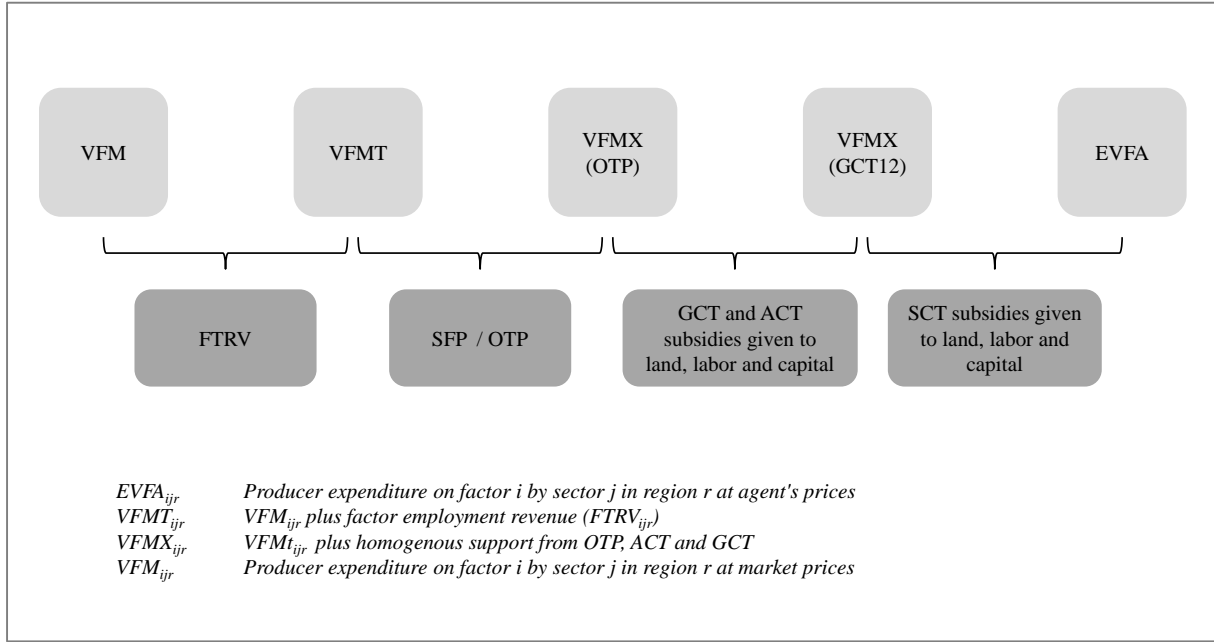 VFM
VFMT
VFMX
(OTP)
VFMX
(GCT12)
EVFA
FTRV
SFP / OTP
GCT and ACT
subsidies given to
land, labor and
capital
SCT subsidies given
to land, labor and
capital
EVFAijr Producer expenditure on factor i by sector j in region r at agent's prices
VFMTijr VFMijr plus factor employment revenue (FTRVijr)
VFMXijr VFMtijr plus homogenous support from OTP, ACT and GCT
VFMijr Producer expenditure on factor i by sector j in region r at market prices